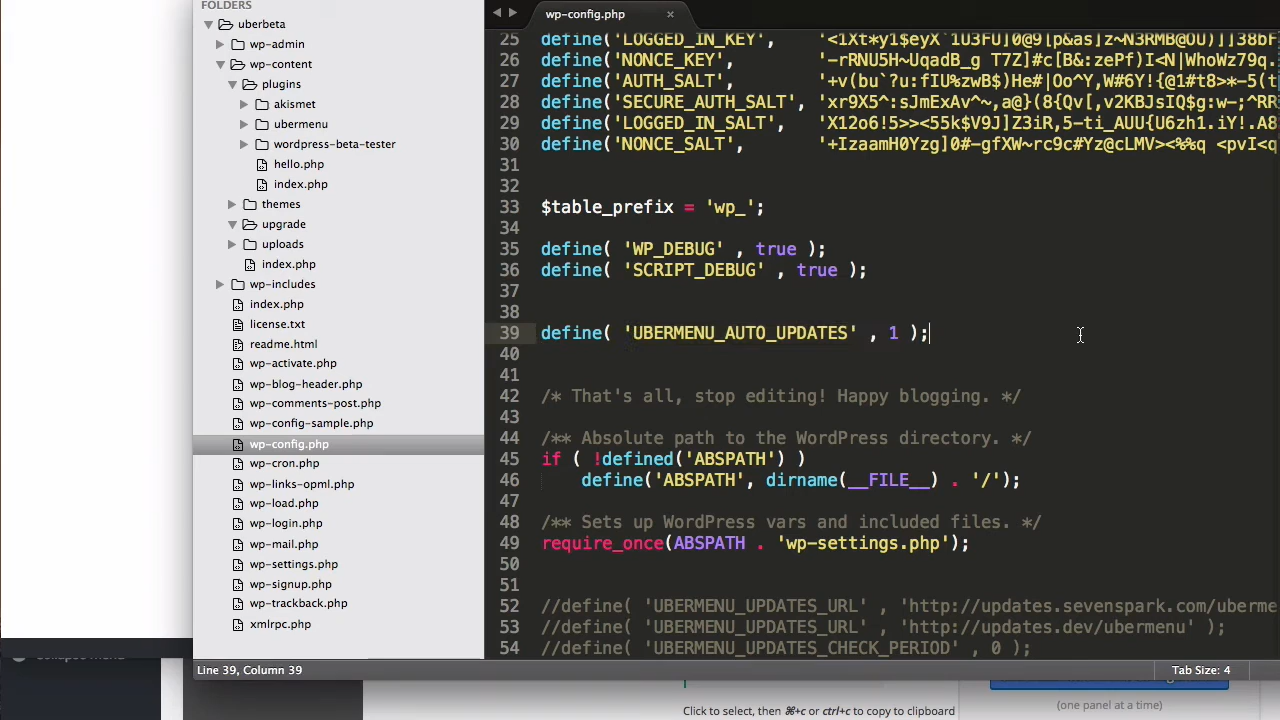 FOLDERS
uberbeta
wp-admin
wp-content
plugins
akismet
ubermenu
wordpress-beta-tester
hello.php
index.php
themes
upgrade
uploads
index.php
wp-includes
index.php
license.txt
readme.html
wp-activate.php
wp-blog-header.php
wp-comments-post.php
wp-config-sample.php
wp-config.php
wp-cron.php
wp-links-opml.php
wp-load.php
wp-login.php
wp-mail.php
wp-settings.php
wp-signup.php
wp-trackback.php
xmlrpc.php
wp-config.php ×
25 define('LOGGED_IN_KEY',
26 define('NONCE_KEY',
27 define('AUTH_SALT',
28 define('SECURE_AUTH_SALT',
29 define('LOGGED_IN_SALT',
30 define('NONCE_SALT',
31
32
33 $table_prefix = 'wp_';
34
35 define( 'WP_DEBUG' , true );
36 define( 'SCRIPT_DEBUG' , true );
37
38
39 define( 'UBERMENU_AUTO_UPDATES' , 1 );
40
41
42 /* That's all, stop editing! Happy blogging. */
43
44 /** Absolute path to the WordPress directory. */
45 if ( !defined('ABSPATH') )
46 define('ABSPATH', dirname(__FILE__) . '/');
47
48 /** Sets up WordPress vars and included files. */
49 require_once(ABSPATH . 'wp-settings.php');
50
51
52 //define( 'UBERMENU_UPDATES_URL' , 'http://updates.sevenspark.com/uberme
53 //define( 'UBERMENU_UPDATES_URL' , 'http://updates.dev/ubermenu' );
54 //define( 'UBERMENU_UPDATES_CHECK_PERIOD' , 0 );
Line 39, Column 39
Tab Size: 4
Click to select, then ⌘+c or ctrl+c to copy to clipboard
(one panel at a time)